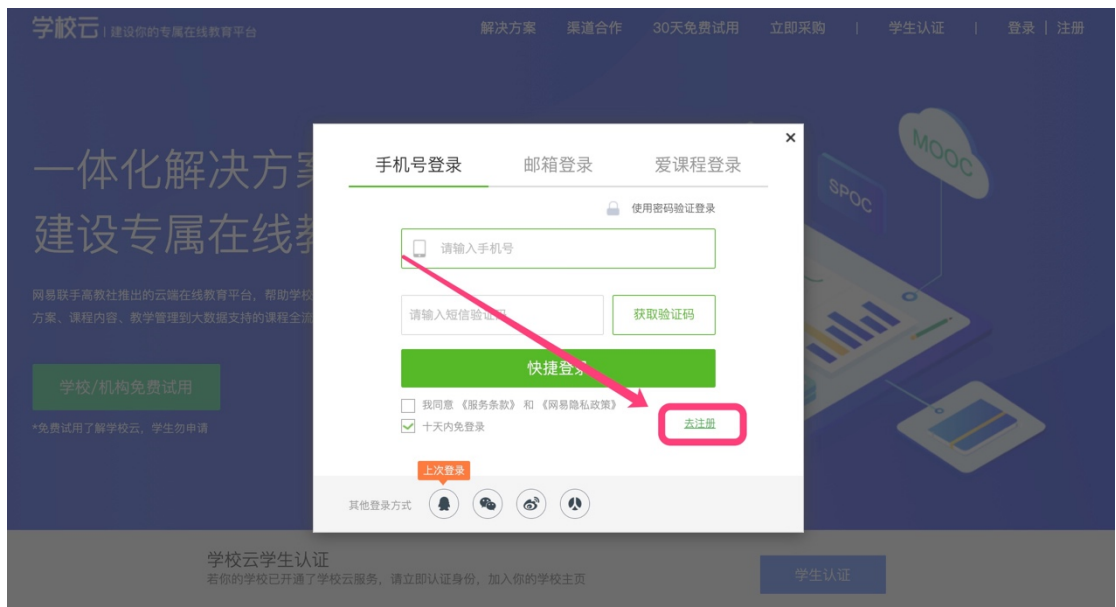 学校云 | 建设你的专属在线教育平台
解决方案 渠道合作 30天免费试用 立即采购 | 学生认证 | 登录 | 注册
一体化解决方案
建设专属在线教
网易联手高教社推出的云端在线教育平台，帮助学校
方案、课程内容、教学管理到大数据支持的课程全流
学校/机构免费试用
*免费试用了解学校云，学生勿申请
MOOC
SPOC
×
手机号登录 邮箱登录 爱课程登录
使用密码验证登录
请输入手机号
请输入短信验证码
获取验证码
快捷登录
我同意 《服务条款》 和 《网易隐私政策》
十天内免登录
去注册
上次登录
其他登录方式
学校云学生认证
若你的学校已开通了学校云服务，请立即认证身份，加入你的学校主页
学生认证